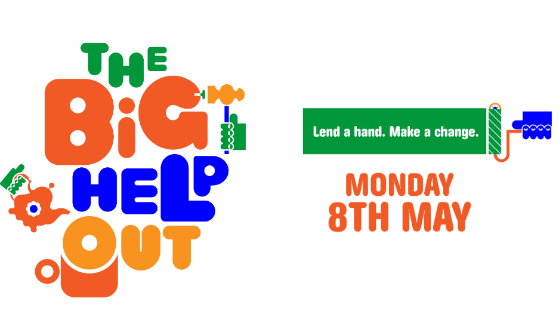 THE
BiG
HELP
OUT
Lend a hand. Make a change.
MONDAY
8TH MAY